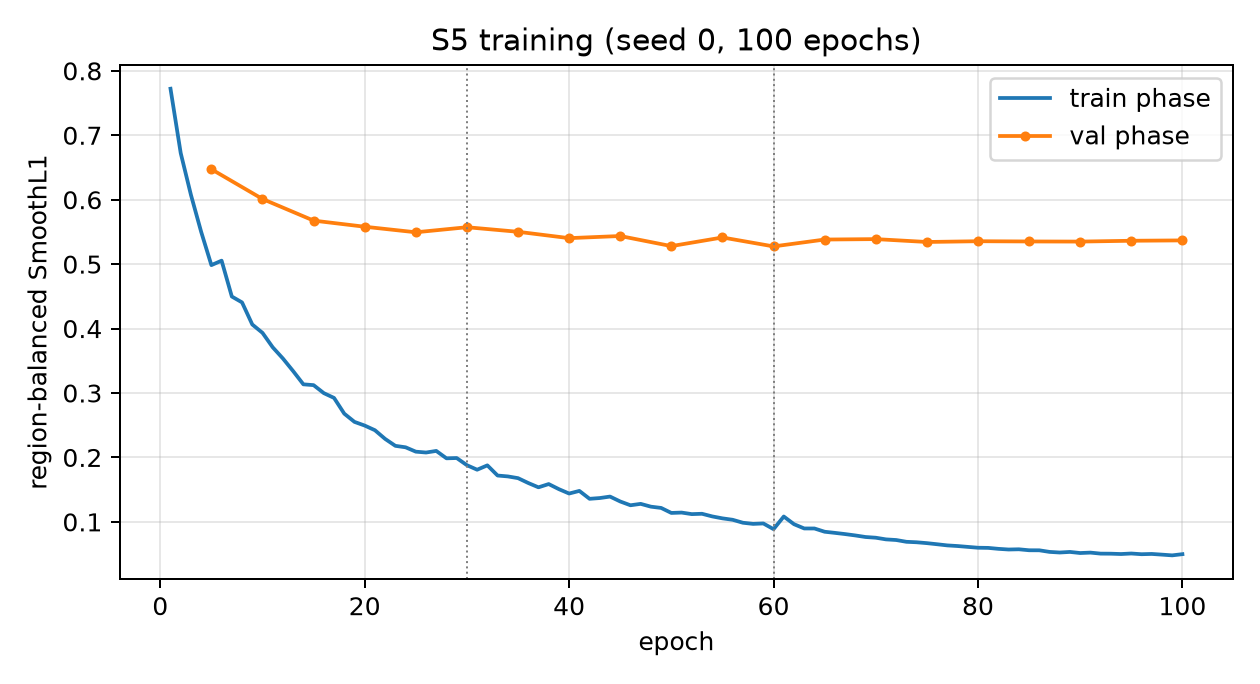 S5 training (seed 0, 100 epochs)
train phase
val phase
region-balanced SmoothL1
0.8
0.7
0.6
0.5
0.4
0.3
0.2
0.1
0 20 40 60 80 100
epoch